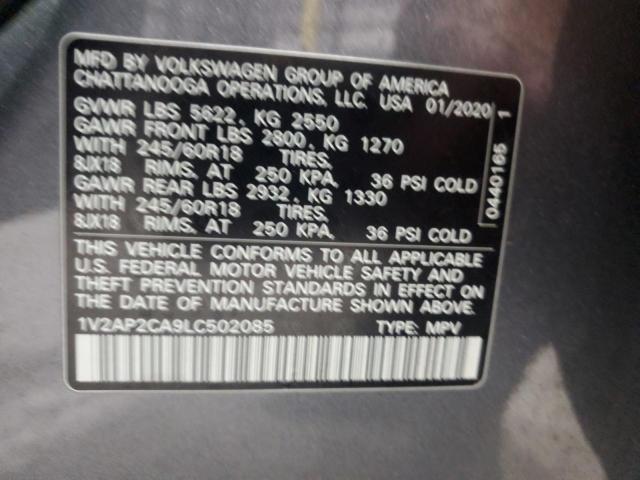 MFD BY VOLKSWAGEN GROUP OF AMERICA
CHATTANOOGA OPERATIONS, LLC. USA 01/2020
GVWR LBS 5622, KG 2550
GAWR FRONT LBS 2800, KG 1270
WITH 245/60R18 TIRES.
8JX18 RIMS, AT 250 KPA. 36 PSI COLD
GAWR REAR LBS 2932, KG 1330
WITH 245/60R18 TIRES.
8JX18 RIMS, AT 250 KPA. 36 PSI COLD
0440165 1
THIS VEHICLE CONFORMS TO ALL APPLICABLE
U.S. FEDERAL MOTOR VEHICLE SAFETY AND
THEFT PREVENTION STANDARDS IN EFFECT ON
THE DATE OF MANUFACTURE SHOWN ABOVE.
1V2AP2CA9LC502085 TYPE: MPV